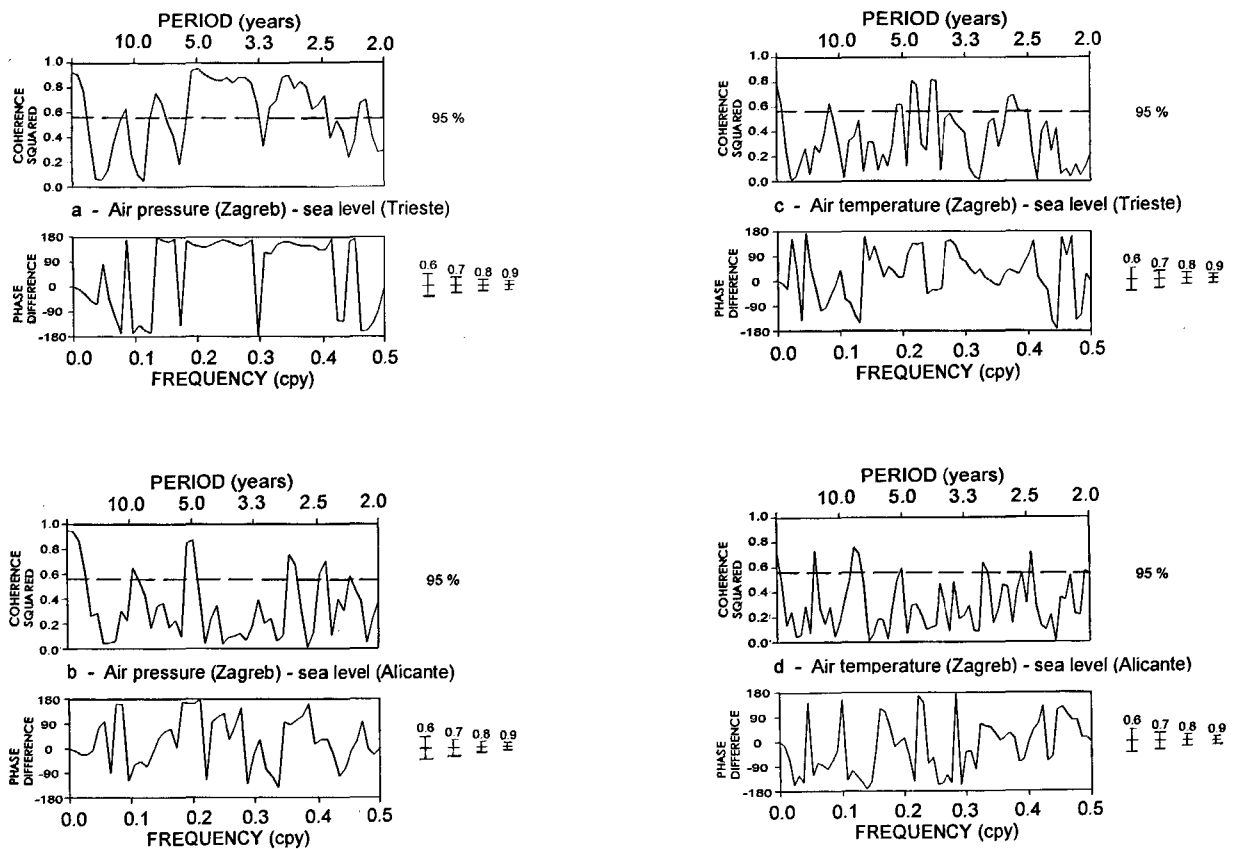 PERIOD (years)
10.0 5.0 3.3 2.5 2.0
1.0
0.8
0.6
0.4
0.2
0.0
COHERENCE
SQUARED
95 %
a - Air pressure (Zagreb) - sea level (Trieste)
180
90
0
-90
-180
PHASE
DIFFERENCE
0.6 0.7 0.8 0.9
0.0 0.1 0.2 0.3 0.4 0.5
FREQUENCY (cpy)
PERIOD (years)
10.0 5.0 3.3 2.5 2.0
1.0
0.8
0.6
0.4
0.2
0.0
COHERENCE
SQUARED
95 %
c - Air temperature (Zagreb) - sea level (Trieste)
180
90
0
-90
-180
PHASE
DIFFERENCE
0.6 0.7 0.8 0.9
0.0 0.1 0.2 0.3 0.4 0.5
FREQUENCY (cpy)
PERIOD (years)
10.0 5.0 3.3 2.5 2.0
1.0
0.8
0.6
0.4
0.2
0.0
COHERENCE
SQUARED
95 %
b - Air pressure (Zagreb) - sea level (Alicante)
180
90
0
-90
-180
PHASE
DIFFERENCE
0.6 0.7 0.8 0.9
0.0 0.1 0.2 0.3 0.4 0.5
FREQUENCY (cpy)
PERIOD (years)
10.0 5.0 3.3 2.5 2.0
1.0
0.8
0.6
0.4
0.2
0.0
COHERENCE
SQUARED
95 %
d - Air temperature (Zagreb) - sea level (Alicante)
180
90
0
-90
-180
PHASE
DIFFERENCE
0.6 0.7 0.8 0.9
0.0 0.1 0.2 0.3 0.4 0.5
FREQUENCY (cpy)